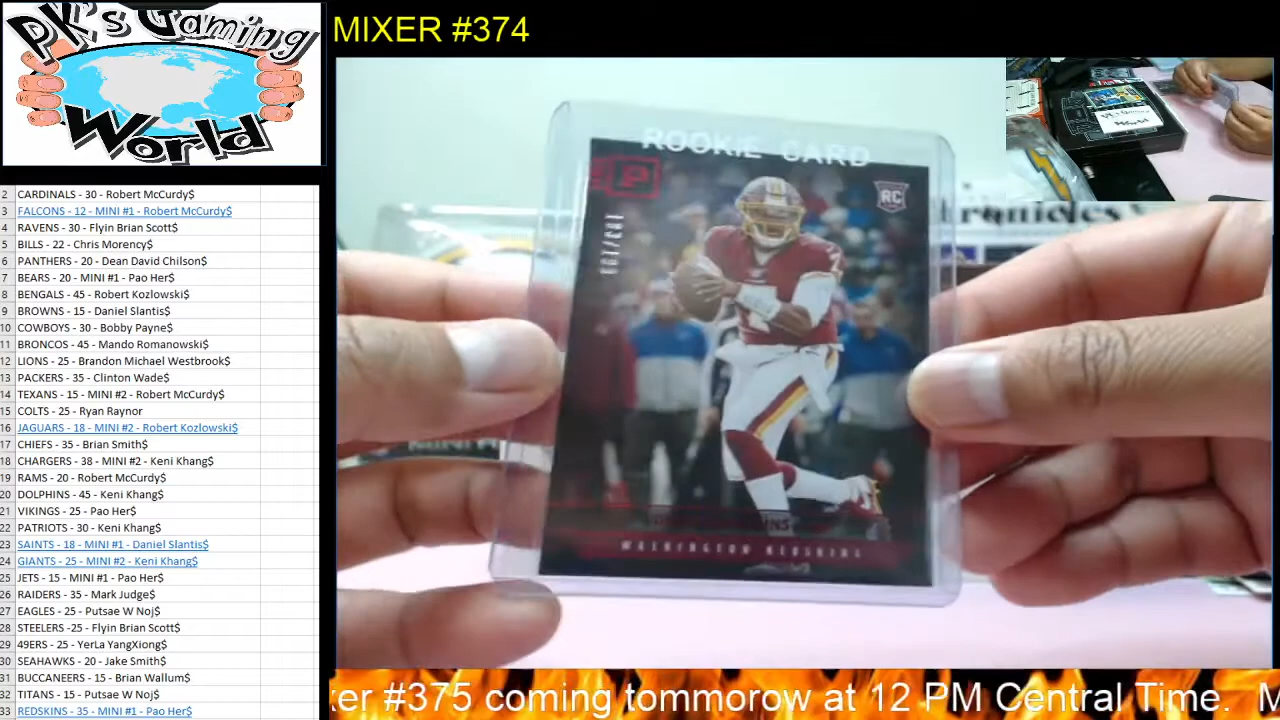 PK's Gaming
World
MIXER #374
2 CARDINALS - 30 - Robert McCurdy$
3 FALCONS - 12 - MINI #1 - Robert McCurdy$
4 RAVENS - 30 - Flyin Brian Scott$
5 BILLS - 22 - Chris Morency$
6 PANTHERS - 20 - Dean David Chilson$
7 BEARS - 20 - MINI #1 - Pao Her$
8 BENGALS - 45 - Robert Kozlowski$
9 BROWNS - 15 - Daniel Slantis$
10 COWBOYS - 30 - Bobby Payne$
11 BRONCOS - 45 - Mando Romanowski$
12 LIONS - 25 - Brandon Michael Westbrook$
13 PACKERS - 35 - Clinton Wade$
14 TEXANS - 15 - MINI #2 - Robert McCurdy$
15 COLTS - 25 - Ryan Raynor
16 JAGUARS - 18 - MINI #2 - Robert Kozlowski$
17 CHIEFS - 35 - Brian Smith$
18 CHARGERS - 38 - MINI #2 - Keni Khang$
19 RAMS - 20 - Robert McCurdy$
20 DOLPHINS - 45 - Keni Khang$
21 VIKINGS - 25 - Pao Her$
22 PATRIOTS - 30 - Keni Khang$
23 SAINTS - 18 - MINI #1 - Daniel Slantis$
24 GIANTS - 25 - MINI #2 - Keni Khang$
25 JETS - 15 - MINI #1 - Pao Her$
26 RAIDERS - 35 - Mark Judge$
27 EAGLES - 25 - Putsae W Noj$
28 STEELERS -25 - Flyin Brian Scott$
29 49ERS - 25 - YerLa YangXiong$
30 SEAHAWKS - 20 - Jake Smith$
31 BUCCANEERS - 15 - Brian Wallum$
32 TITANS - 15 - Putsae W Noj$
33 REDSKINS - 35 - MINI #1 - Pao Her$
ROOKIE CARD
P
RC
WASHINGTON REDSKINS
xer #375 coming tommorow at 12 PM Central Time. M